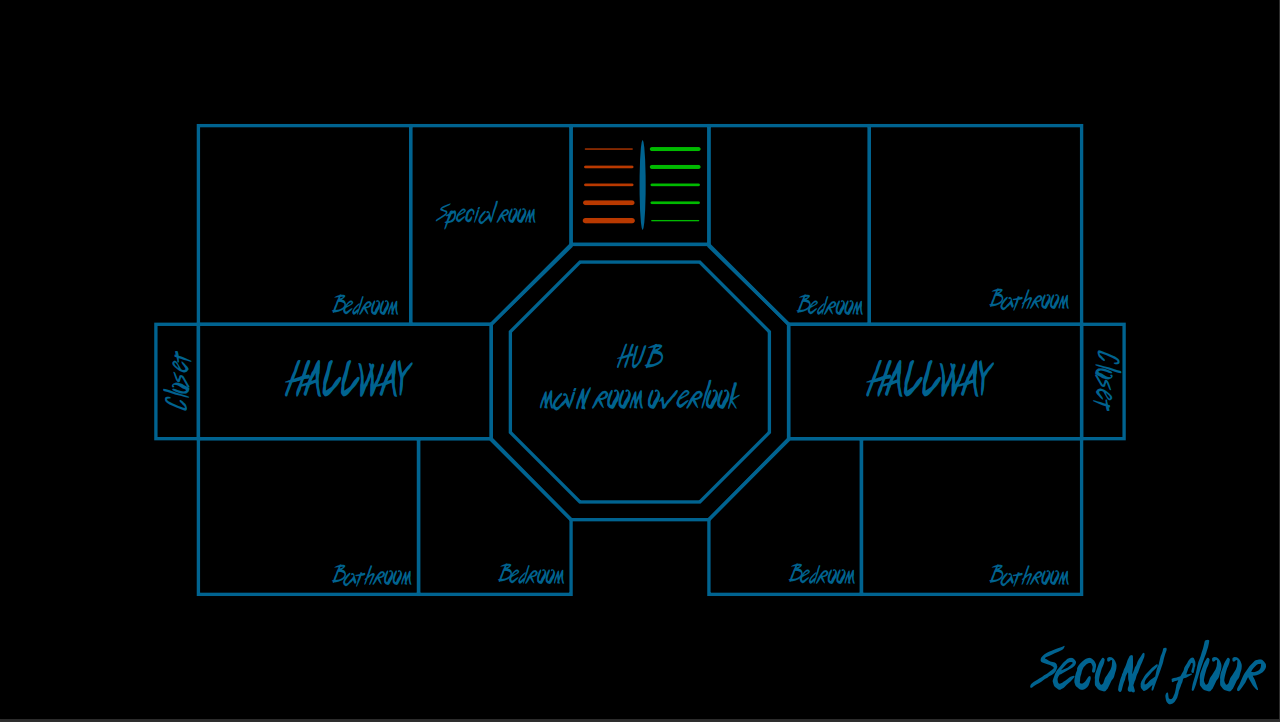 Special room
Bedroom
Bedroom
Bathroom
Closet
HALLWAY
HUB
main room overlook
HALLWAY
Closet
Bathroom
Bedroom
Bedroom
Bathroom
Second floor